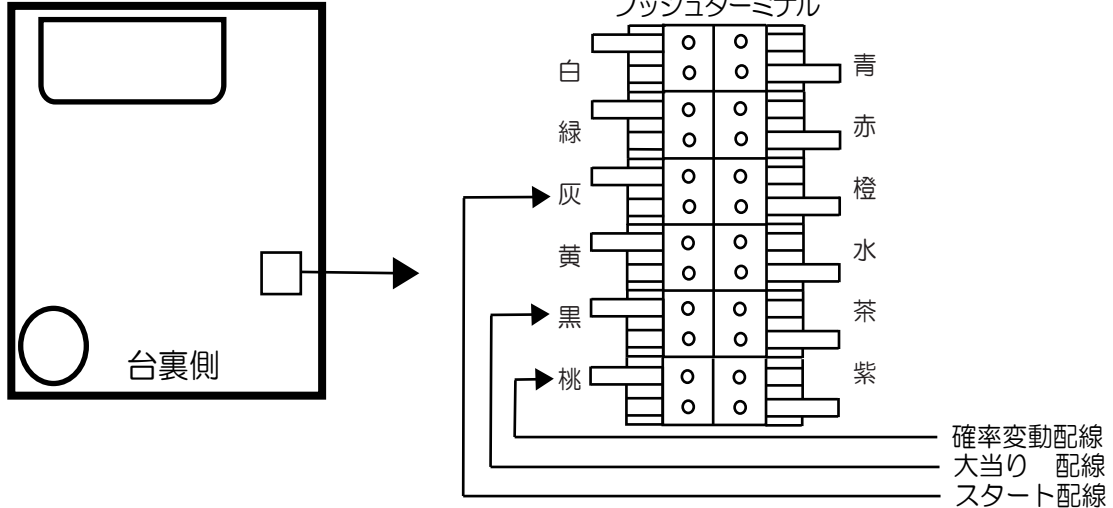 プッシュターミナル
白 青
緑 赤
灰 橙
黄 水
黒 茶
桃 紫
台裏側
確率変動配線
大当り 配線
スタート配線